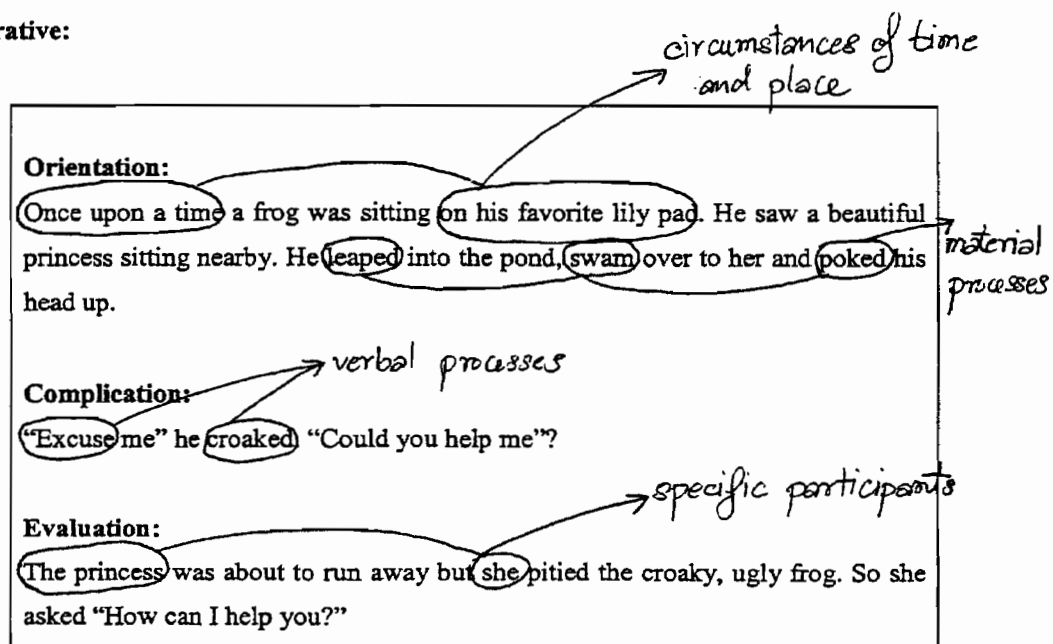 rative:
circumstances of time
and place
Orientation:
Once upon a time a frog was sitting on his favorite lily pad. He saw a beautiful
princess sitting nearby. He leaped into the pond, swam over to her and poked his
head up.
material
processes
verbal processes
Complication:
“Excuse me” he croaked “Could you help me”?
specific participants
Evaluation:
The princess was about to run away but she pitied the croaky, ugly frog. So she
asked “How can I help you?”